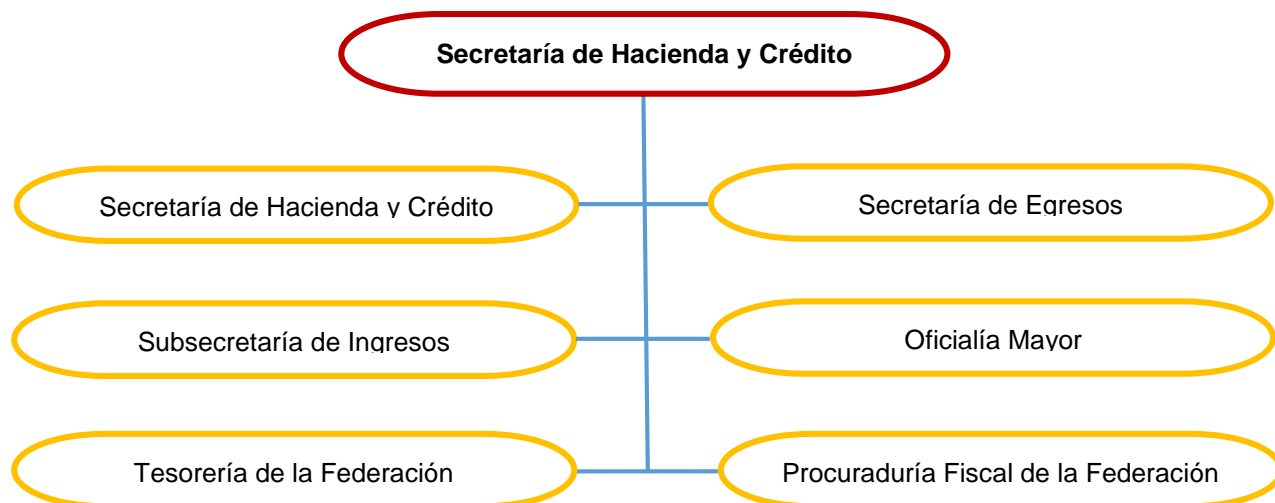 Secretaría de Hacienda y Crédito
Secretaría de Hacienda y Crédito
Secretaría de Egresos
Subsecretaría de Ingresos
Oficialía Mayor
Tesorería de la Federación
Procuraduría Fiscal de la Federación